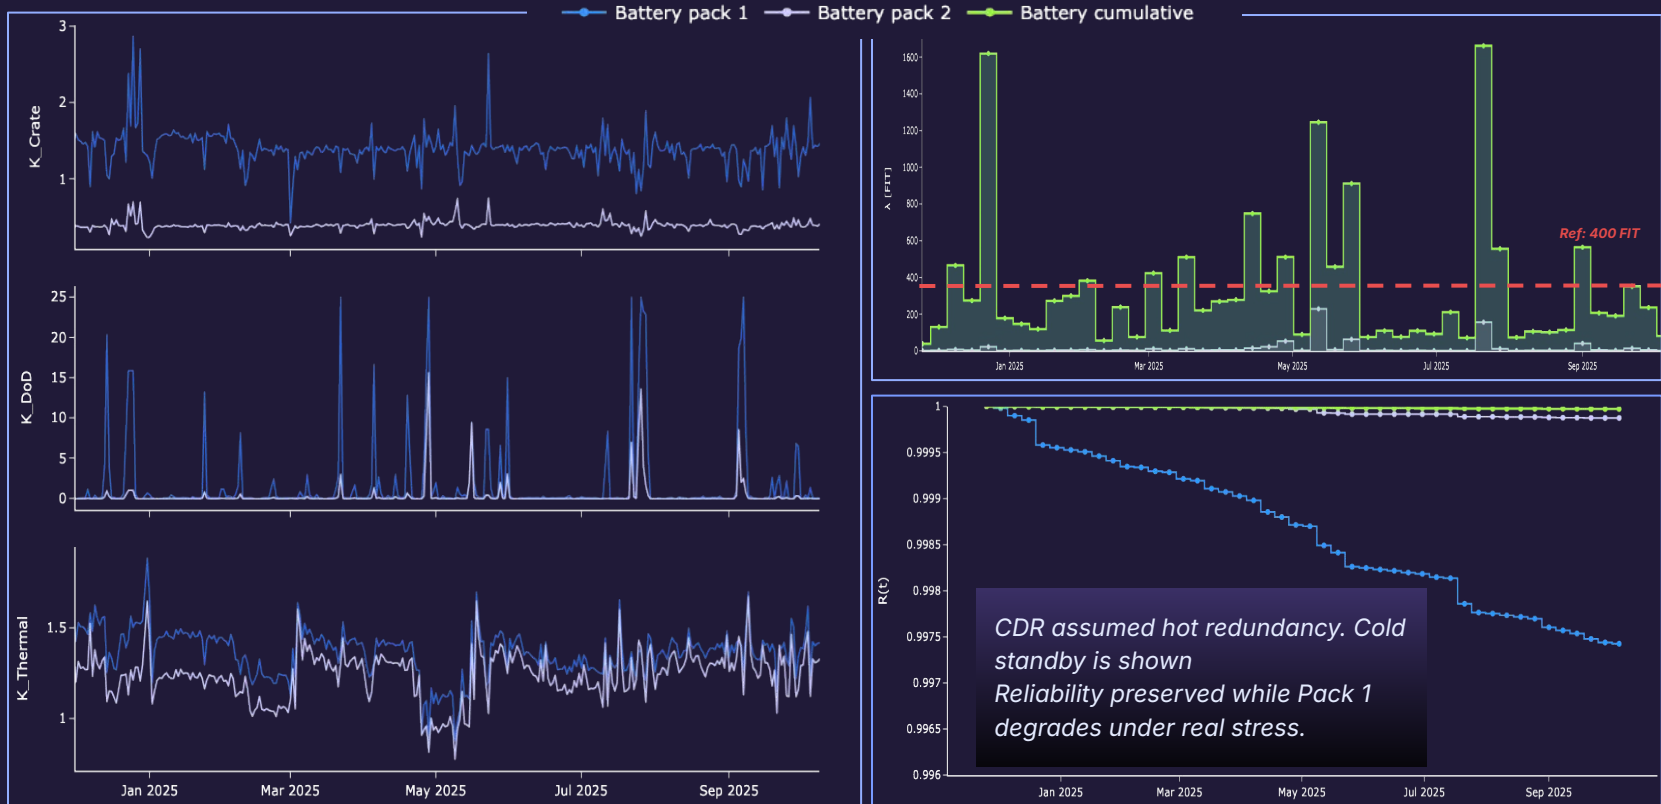 Battery pack 1 Battery pack 2 Battery cumulative
3
2
1
K_Crate
25
20
15
10
5
0
K_DoD
1.5
1
K_Thermal
Jan 2025 Mar 2025 May 2025 Jul 2025 Sep 2025
1600
1400
1200
1000
800
600
400
200
0
λ [FIT]
Ref: 400 FIT
Jan 2025 Mar 2025 May 2025 Jul 2025 Sep 2025
1
0.9995
0.999
0.9985
0.998
0.9975
0.997
0.9965
0.996
R(t)
CDR assumed hot redundancy. Cold
standby is shown
Reliability preserved while Pack 1
degrades under real stress.
Jan 2025 Mar 2025 May 2025 Jul 2025 Sep 2025